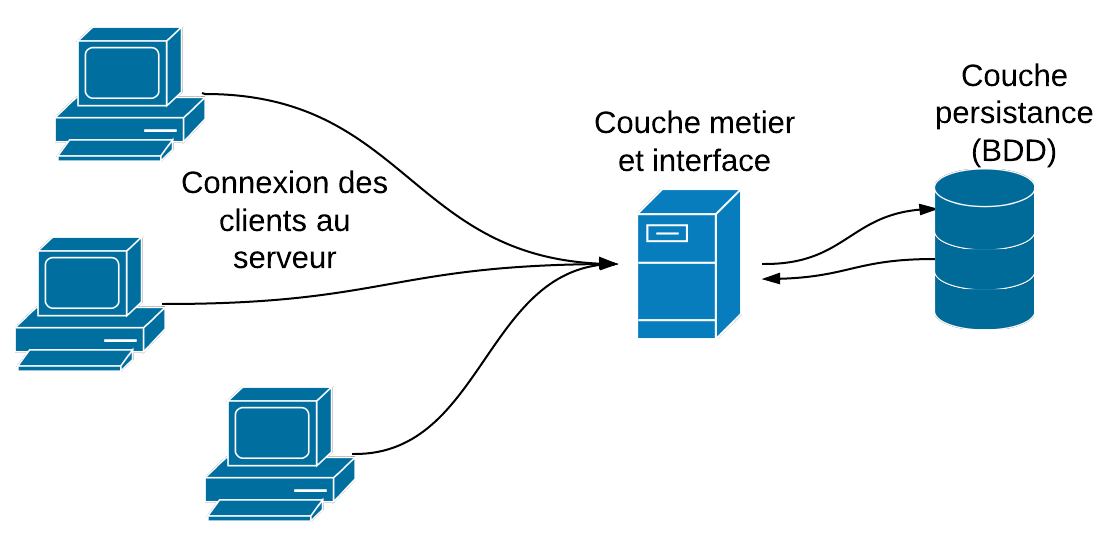 Connexion des
clients au
serveur
Couche metier
et interface
Couche
persistance
(BDD)